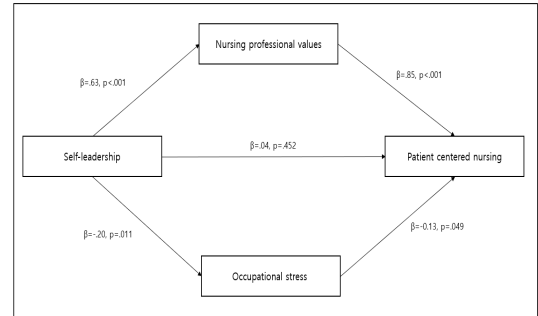 Nursing professional values
β=.63, p<.001
β=.85, p<.001
β=.04, p=.452
Self-leadership
Patient centered nursing
β=-.20, p=.011
β=-0.13, p=.049
Occupational stress